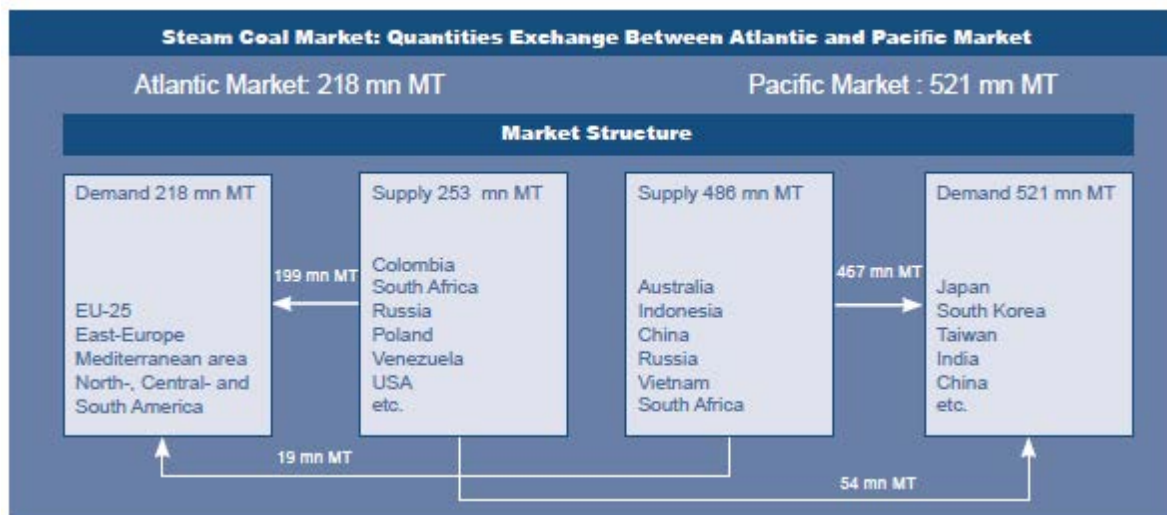 Steam Coal Market: Quantities Exchange Between Atlantic and Pacific Market
Atlantic Market: 218 mn MT
Pacific Market : 521 mn MT
Market Structure
Demand 218 mn MT
EU-25
East-Europe
Mediterranean area
North-, Central- and
South America
199 mn MT
Supply 253 mn MT
Colombia
South Africa
Russia
Poland
Venezuela
USA
etc.
Supply 486 mn MT
Australia
Indonesia
China
Russia
Vietnam
South Africa
467 mn MT
Demand 521 mn MT
Japan
South Korea
Taiwan
India
China
etc.
19 mn MT
54 mn MT